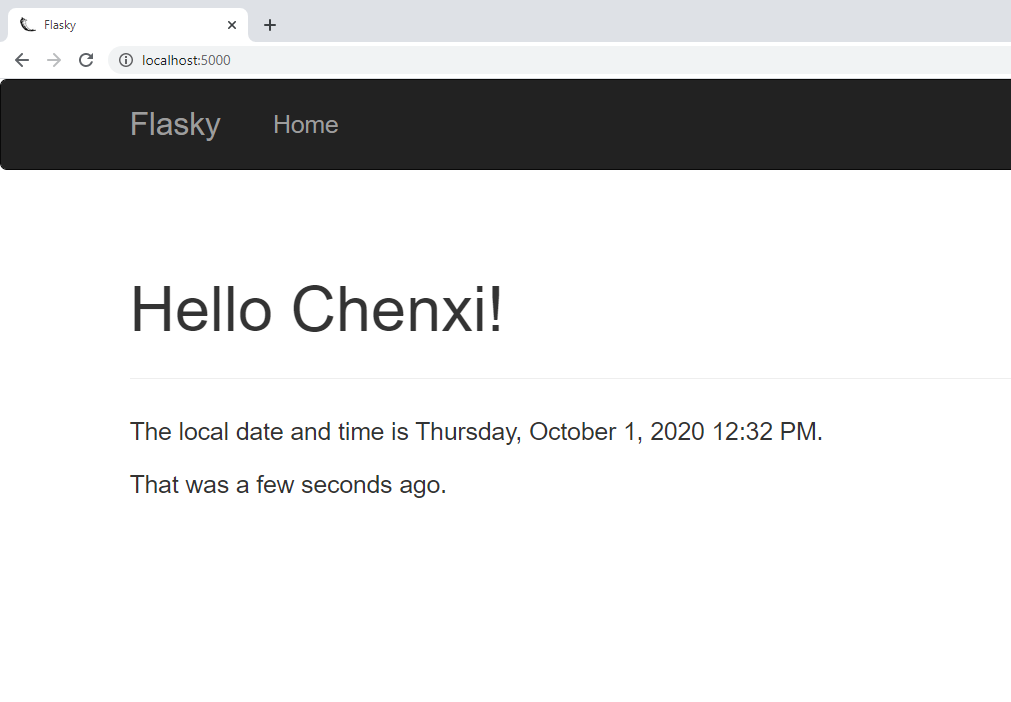 Flasky
localhost:5000
Flasky Home
Hello Chenxi!
The local date and time is Thursday, October 1, 2020 12:32 PM.
That was a few seconds ago.